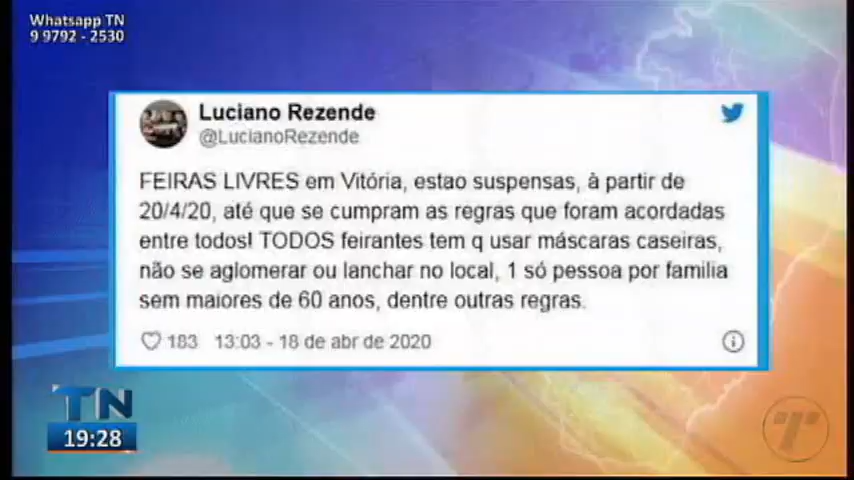 Whatsapp TN
9 9792 - 2530
Luciano Rezende
@LucianoRezende
FEIRAS LIVRES em Vitória, estao suspensas, à partir de
20/4/20, até que se cumpram as regras que foram acordadas
entre todos! TODOS feirantes tem q usar máscaras caseiras,
não se aglomerar ou lanchar no local, 1 só pessoa por familia
sem maiores de 60 anos, dentre outras regras.
183 13:03 - 18 de abr de 2020
TN
19:28
T